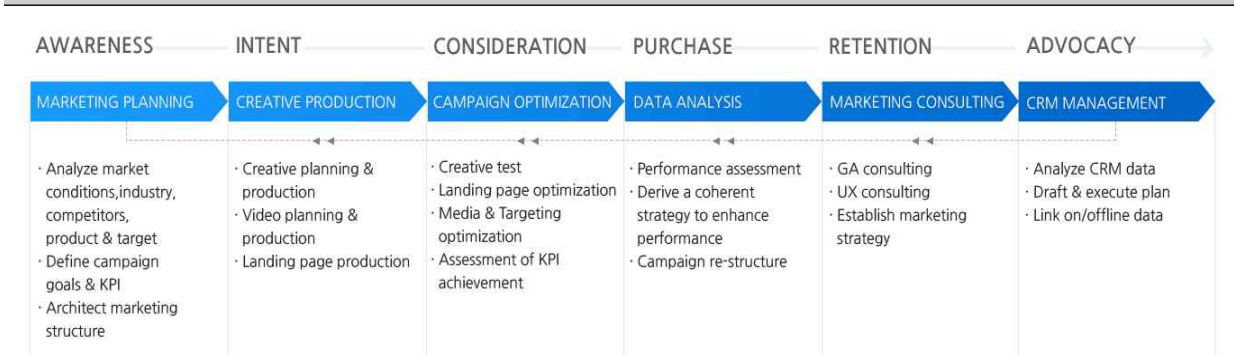 AWARENESS
INTENT
CONSIDERATION
PURCHASE
RETENTION
ADVOCACY
MARKETING PLANNING
CREATIVE PRODUCTION
CAMPAIGN OPTIMIZATION
DATA ANALYSIS
MARKETING CONSULTING
CRM MANAGEMENT
· Analyze market
conditions,industry,
competitors,
product & target
· Define campaign
goals & KPI
· Architect marketing
structure
· Creative planning &
production
· Video planning &
production
· Landing page production
· Creative test
· Landing page optimization
· Media & Targeting
optimization
· Assessment of KPI
achievement
· Performance assessment
· Derive a coherent
strategy to enhance
performance
· Campaign re-structure
· GA consulting
· UX consulting
· Establish marketing
strategy
· Analyze CRM data
· Draft & execute plan
· Link on/offline data